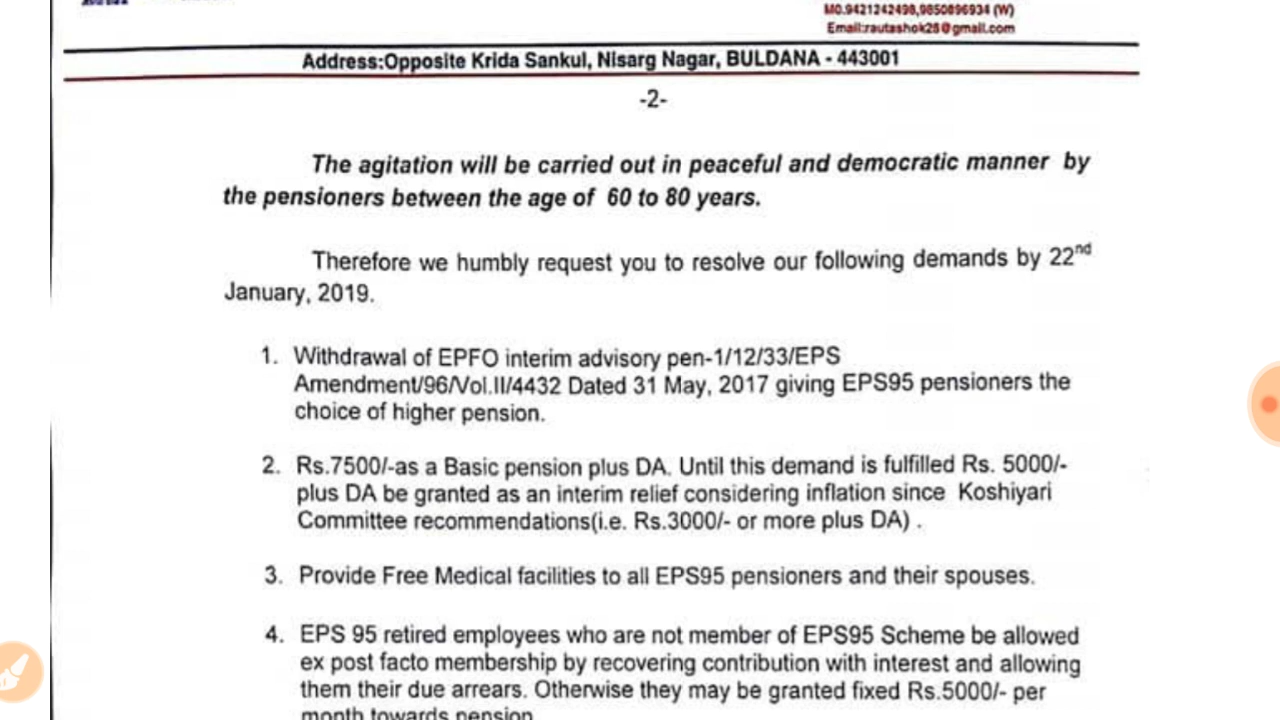 M0.9421242498,9850896934 (W)
Email:rautashok26@gmail.com
Address:Opposite Krida Sankul, Nisarg Nagar, BULDANA - 443001
-2-
The agitation will be carried out in peaceful and democratic manner by
the pensioners between the age of 60 to 80 years.
Therefore we humbly request you to resolve our following demands by 22nd
January, 2019.
1. Withdrawal of EPFO interim advisory pen-1/12/33/EPS
Amendment/96/Vol.II/4432 Dated 31 May, 2017 giving EPS95 pensioners the
choice of higher pension.
2. Rs.7500/-as a Basic pension plus DA. Until this demand is fulfilled Rs. 5000/-
plus DA be granted as an interim relief considering inflation since Koshiyari
Committee recommendations(i.e. Rs.3000/- or more plus DA) .
3. Provide Free Medical facilities to all EPS95 pensioners and their spouses.
4. EPS 95 retired employees who are not member of EPS95 Scheme be allowed
ex post facto membership by recovering contribution with interest and allowing
them their due arrears. Otherwise they may be granted fixed Rs.5000/- per
month towards pension